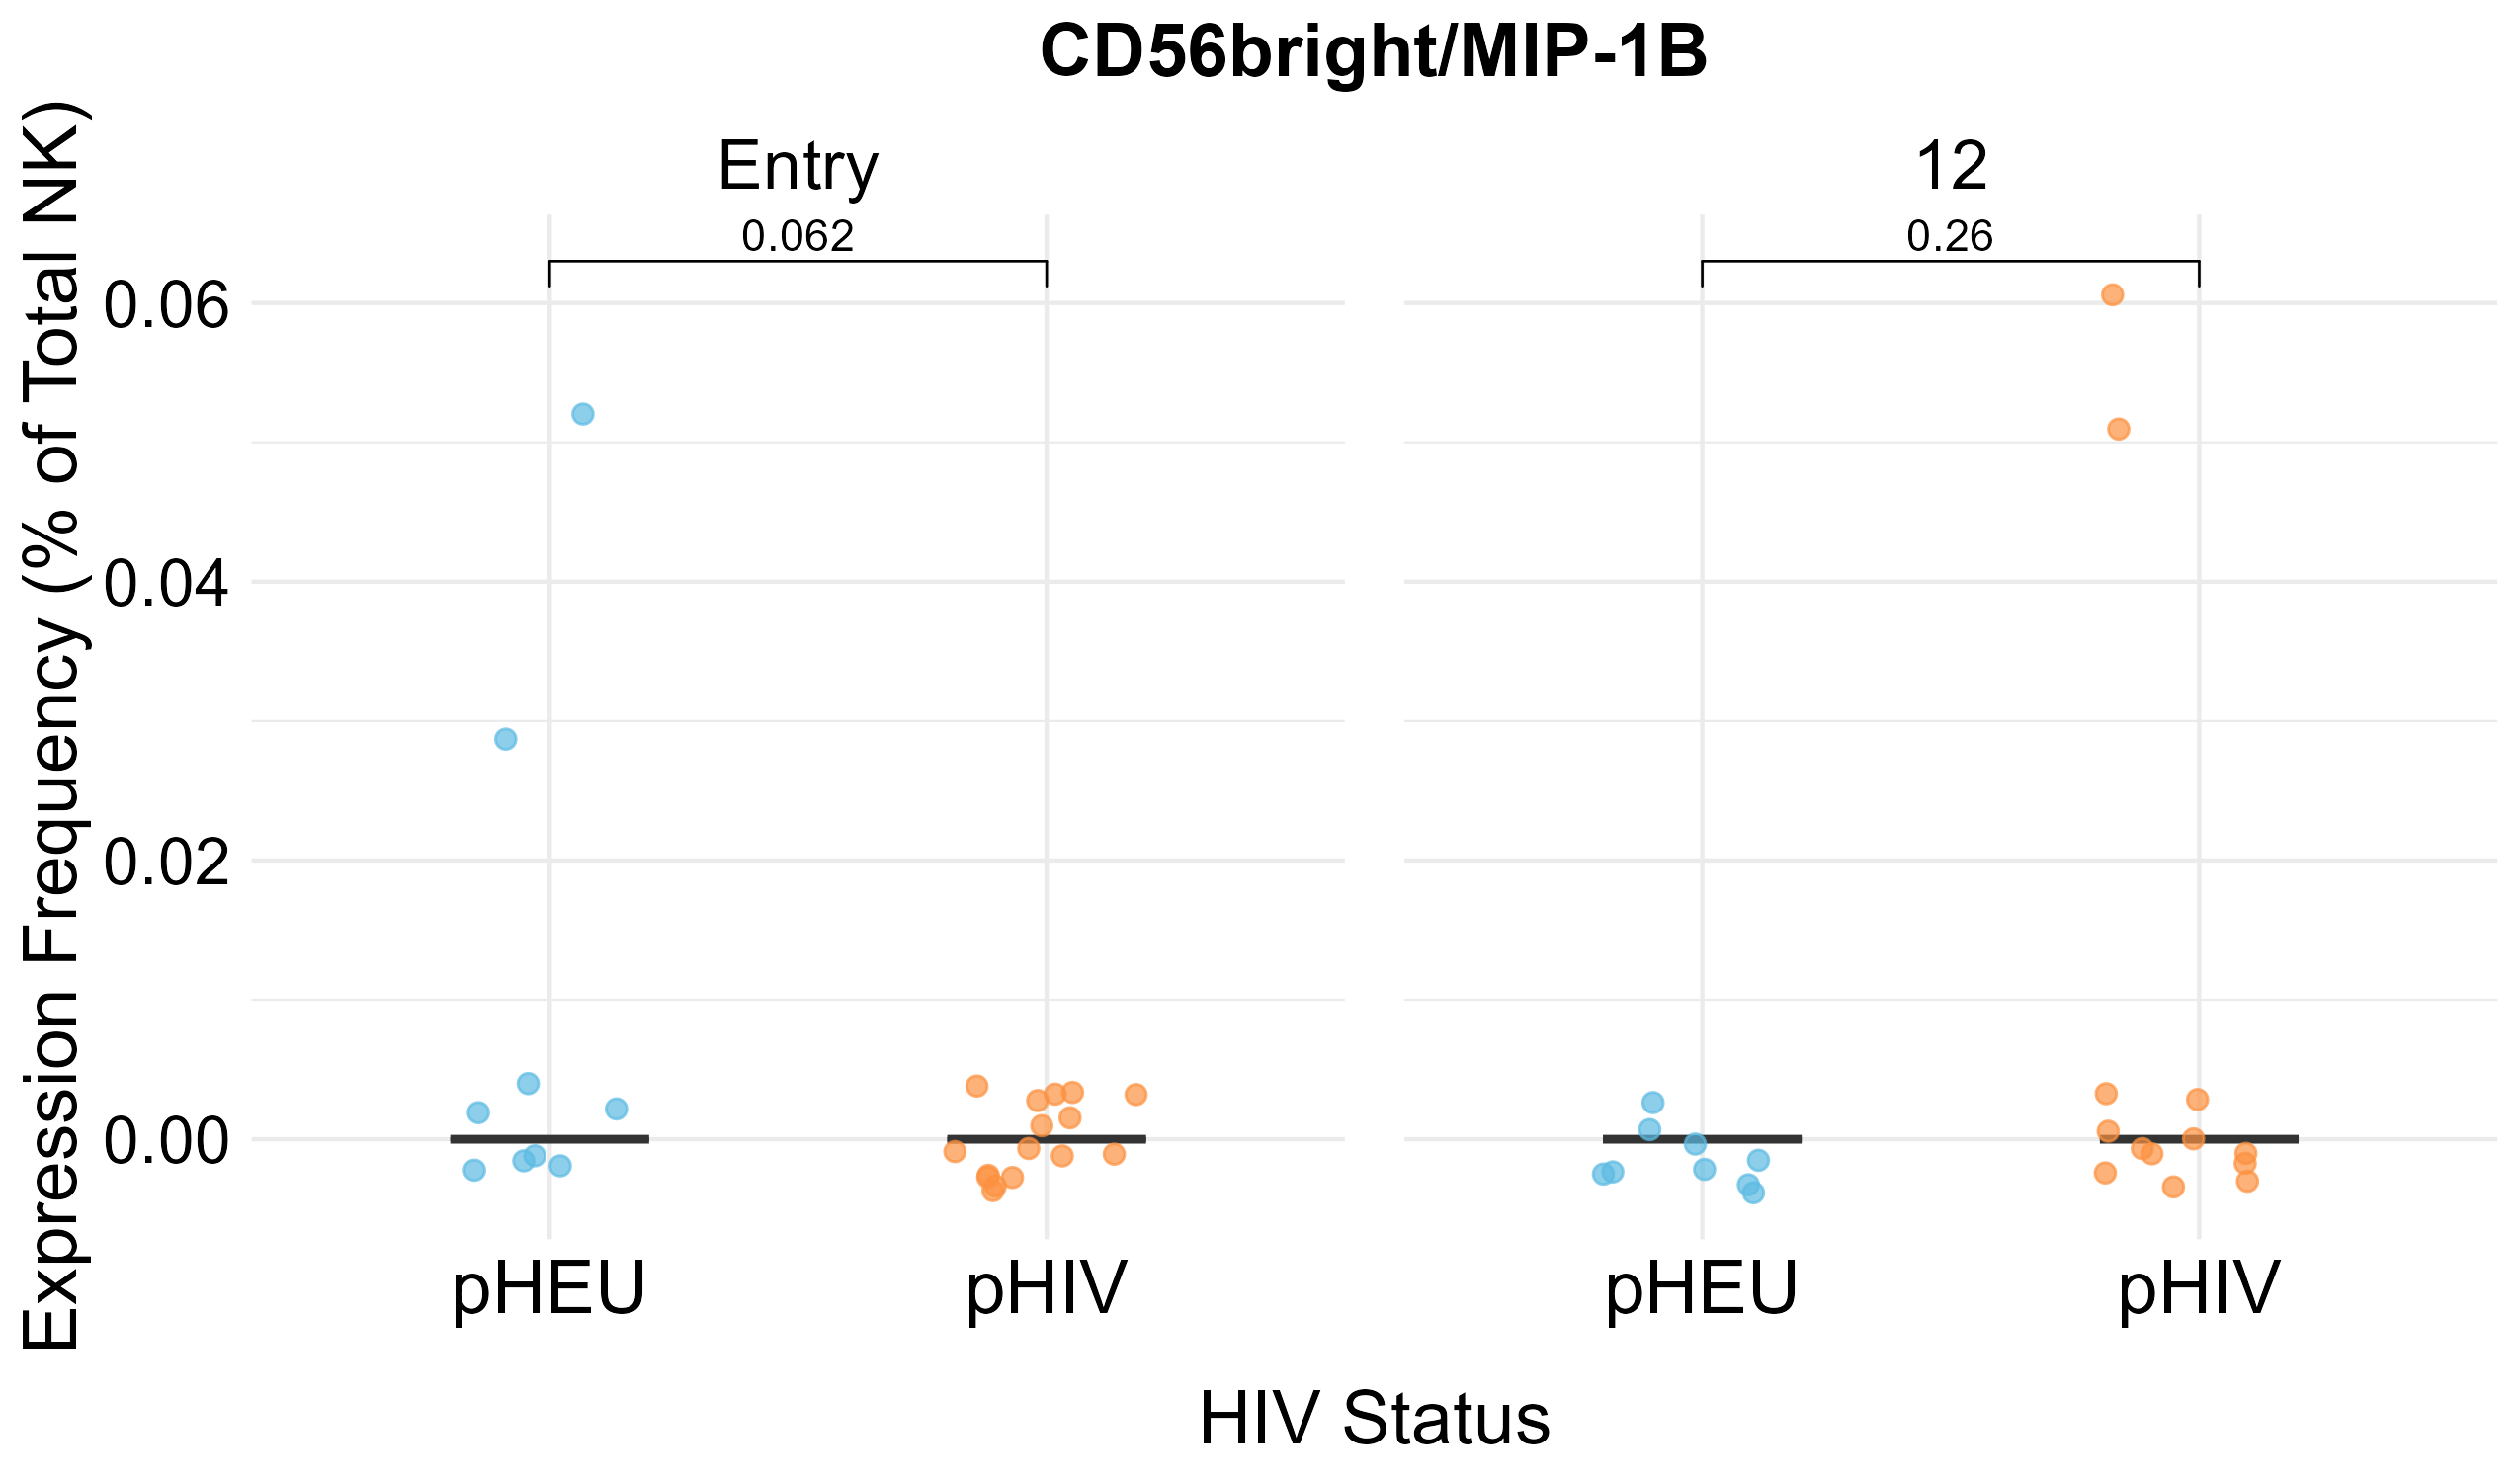 CD56bright/MIP-1B
Entry
12
0.062
0.26
Expression Frequency (% of Total NK)
0.06
0.04
0.02
0.00
pHEU
pHIV
pHEU
pHIV
HIV Status